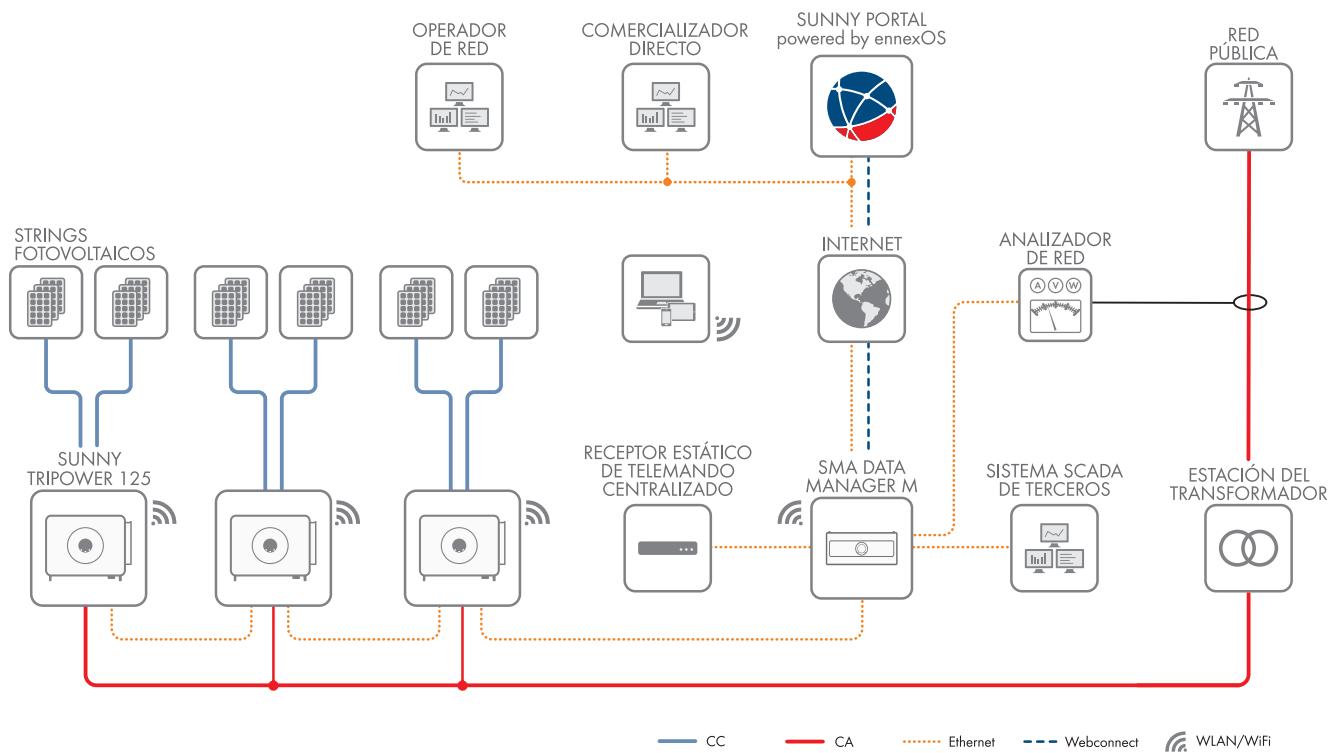 OPERADOR
DE RED
COMERCIALIZADOR
DIRECTO
SUNNY PORTAL
powered by ennexOS
RED
PÚBLICA
STRINGS
FOTOVOLTAICOS
INTERNET
ANALIZADOR
DE RED
A V W
SUNNY
TRIPOWER 125
RECEPTOR ESTÁTICO
DE TELEMANDO
CENTRALIZADO
SMA DATA
MANAGER M
SISTEMA SCADA
DE TERCEROS
ESTACIÓN DEL
TRANSFORMADOR
CC
CA
Ethernet
Webconnect
WLAN/WiFi